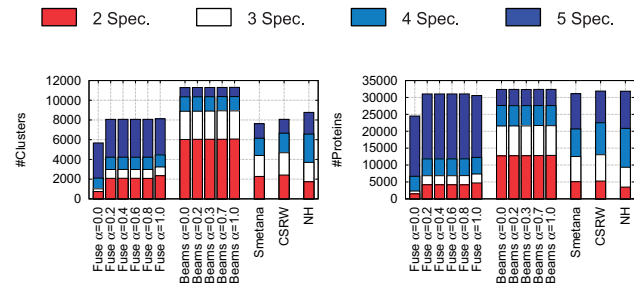 2 Spec. 3 Spec. 4 Spec. 5 Spec.
#Clusters
12000
10000
8000
6000
4000
2000
0
Fuse α=0.0
Fuse α=0.2
Fuse α=0.4
Fuse α=0.6
Fuse α=0.8
Fuse α=1.0
Beams α=0.0
Beams α=0.2
Beams α=0.3
Beams α=0.7
Beams α=1.0
Smetana
CSRW
NH
#Proteins
35000
30000
25000
20000
15000
10000
5000
0
Fuse α=0.0
Fuse α=0.2
Fuse α=0.4
Fuse α=0.6
Fuse α=0.8
Fuse α=1.0
Beams α=0.0
Beams α=0.2
Beams α=0.3
Beams α=0.7
Beams α=1.0
Smetana
CSRW
NH